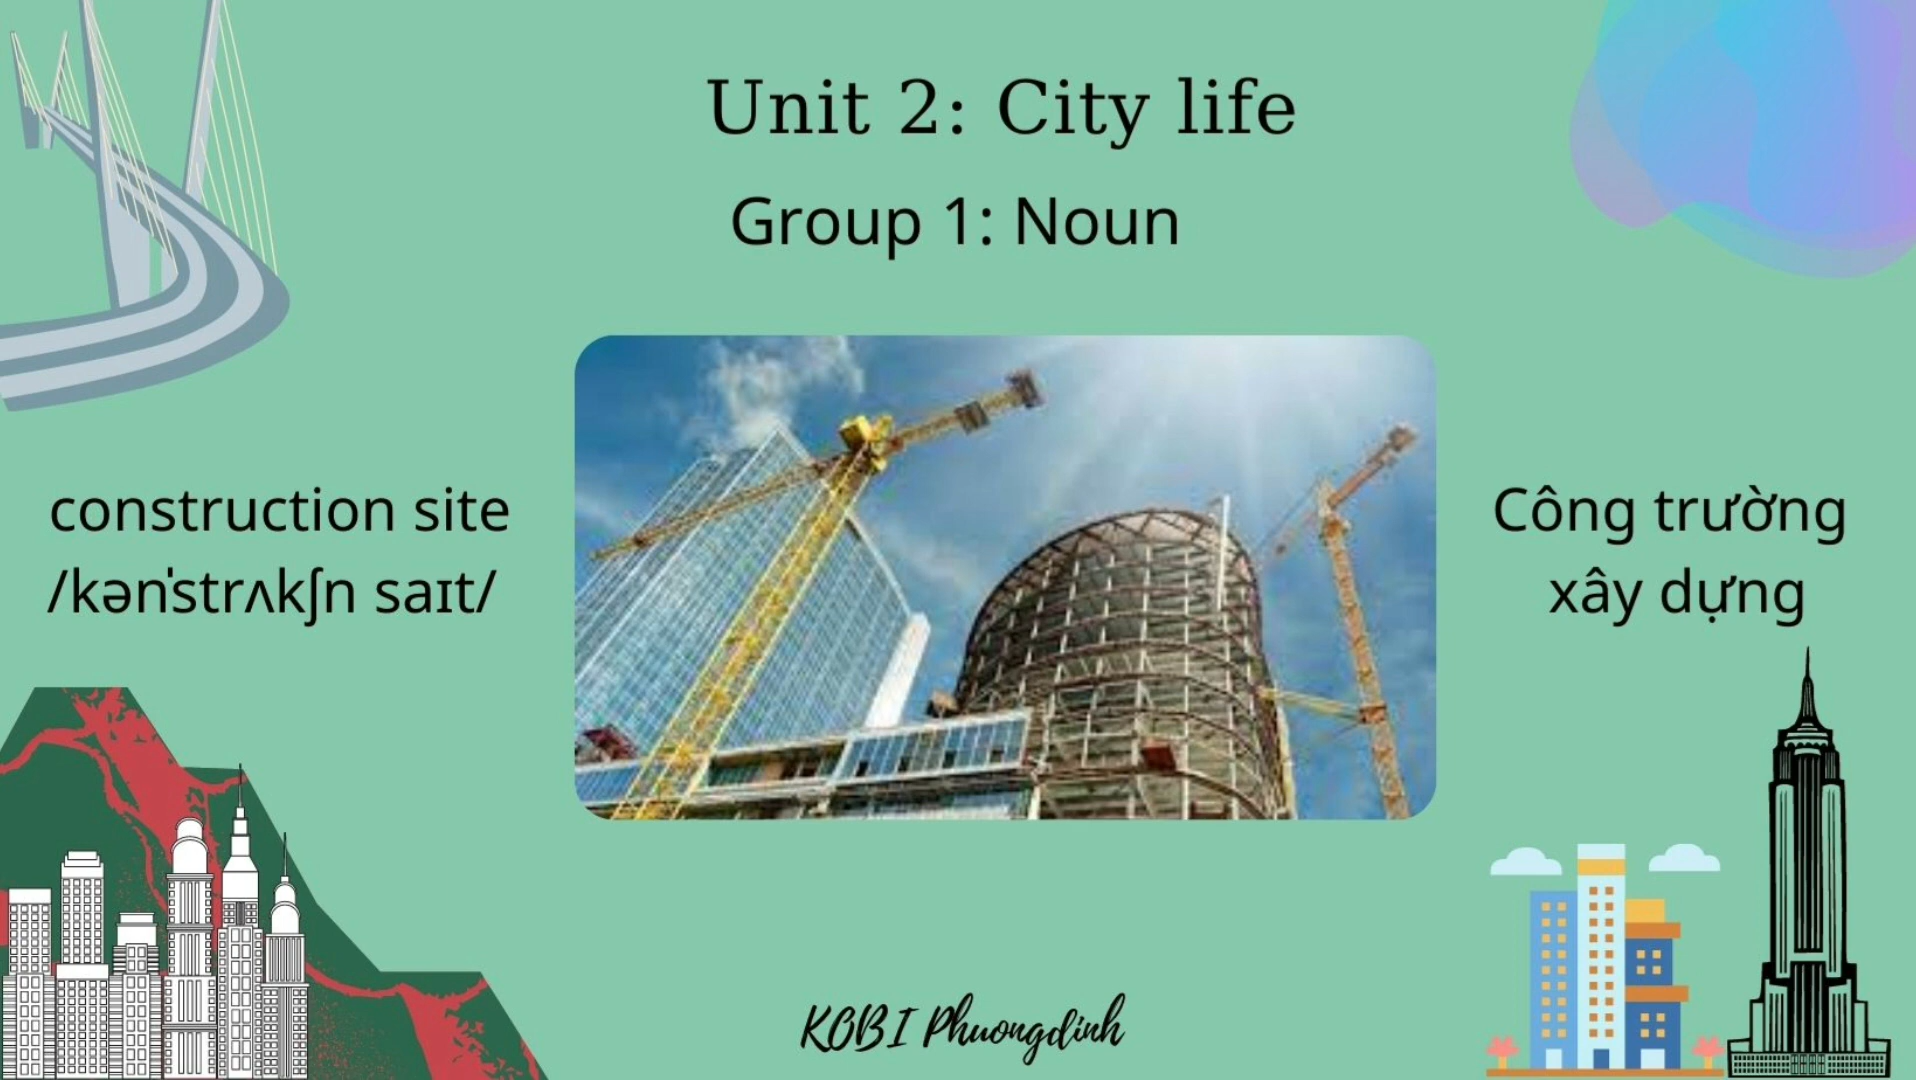 Unit 2: City life
Group 1: Noun
construction site
/kənˈstrʌkʃn saɪt/
Công trường
xây dựng
KOBI Phuongdinh